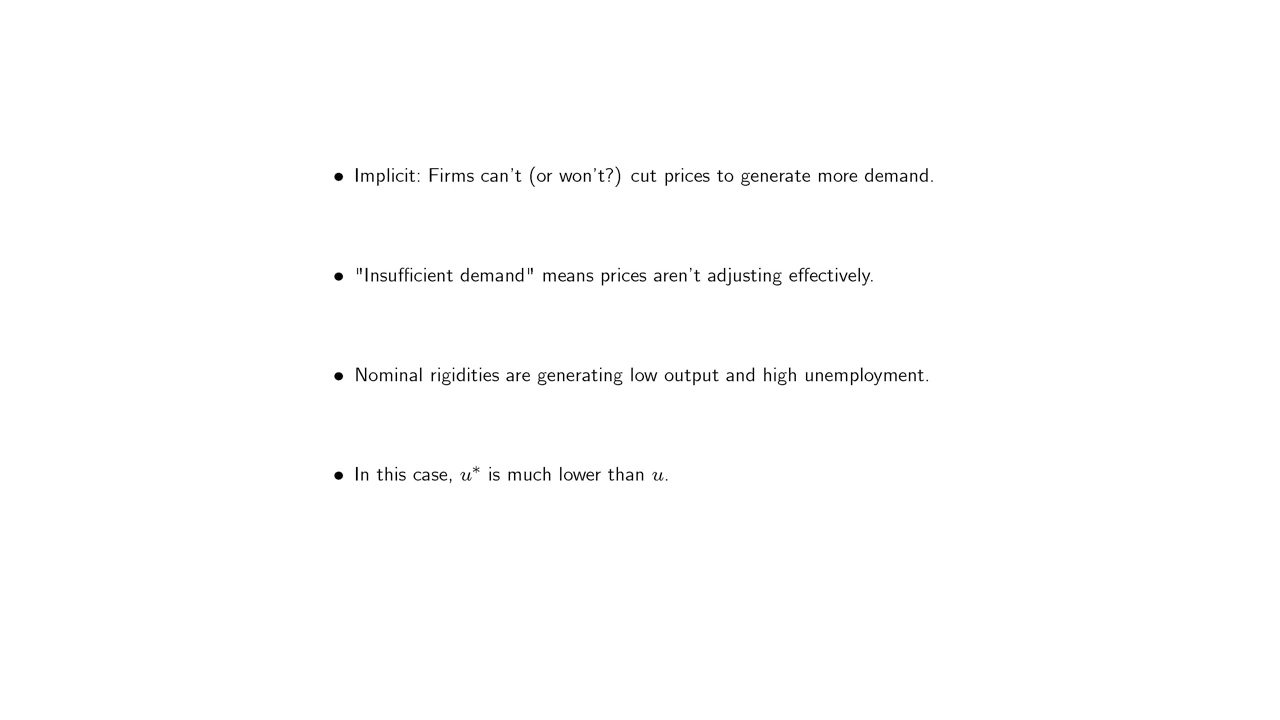 • Implicit: Firms can't (or won't?) cut prices to generate more demand.
• "Insufficient demand" means prices aren't adjusting effectively.
• Nominal rigidities are generating low output and high unemployment.
• In this case, u* is much lower than u.